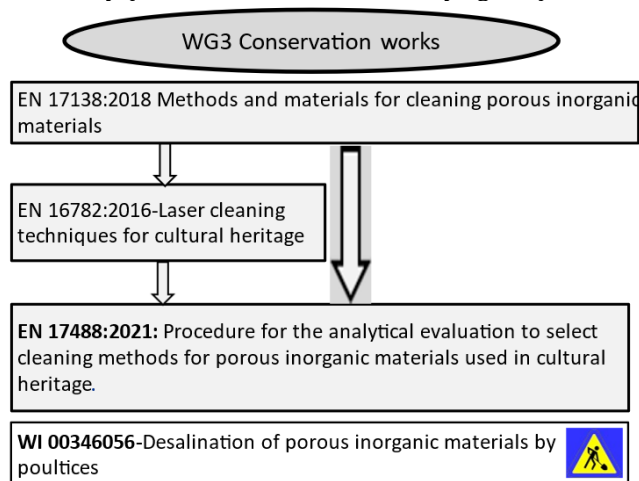 WG3 Conservation works
EN 17138:2018 Methods and materials for cleaning porous inorganic
materials
EN 16782:2016-Laser cleaning
techniques for cultural heritage
EN 17488:2021: Procedure for the analytical evaluation to select
cleaning methods for porous inorganic materials used in cultural
heritage.
WI 00346056-Desalination of porous inorganic materials by
poultices